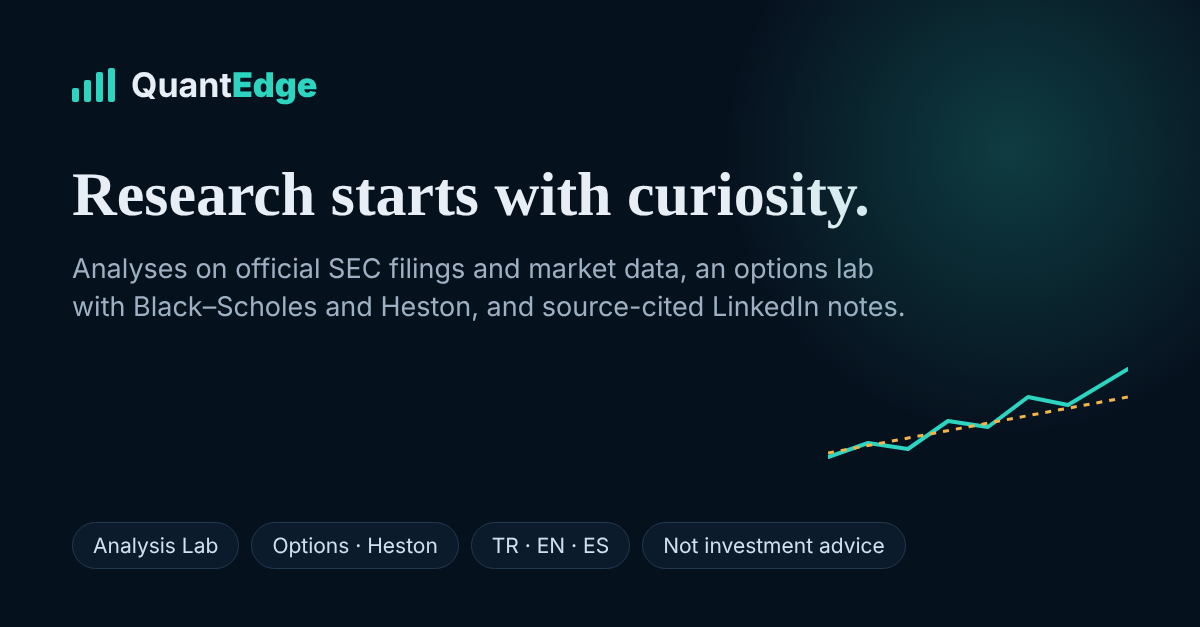 QuantEdge
Research starts with curiosity.
Analyses on official SEC filings and market data, an options lab
with Black–Scholes and Heston, and source-cited LinkedIn notes.
Analysis Lab
Options · Heston
TR · EN · ES
Not investment advice